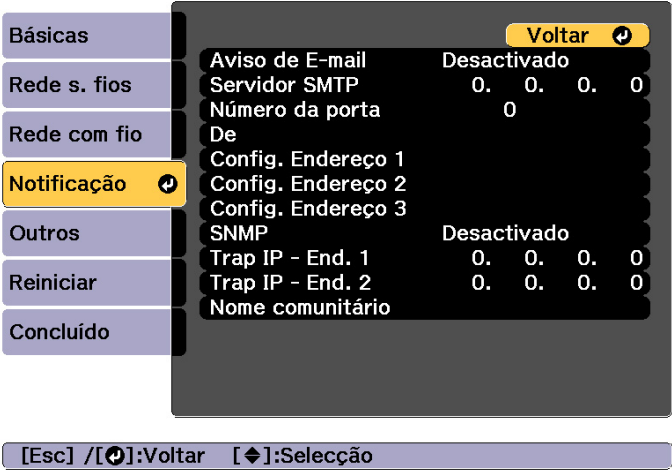 Básicas
Rede s. fios
Rede com fio
Notificação
Outros
Reiniciar
Concluído
Voltar
Aviso de E-mail Desactivado
Servidor SMTP 0. 0. 0. 0
Número da porta 0
De
Config. Endereço 1
Config. Endereço 2
Config. Endereço 3
SNMP Desactivado
Trap IP - End. 1 0. 0. 0. 0
Trap IP - End. 2 0. 0. 0. 0
Nome comunitário
[Esc] /[⏎]:Voltar [◆]:Selecção